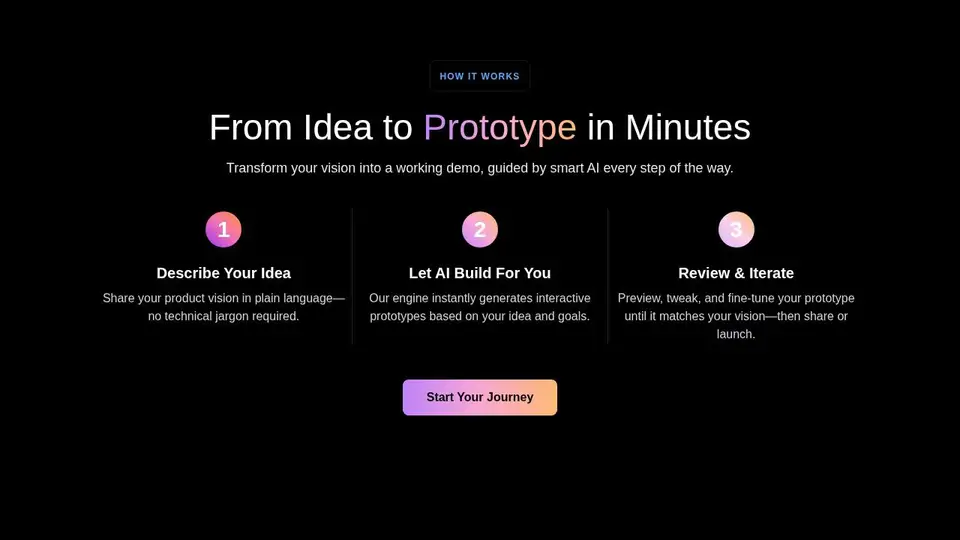 HOW IT WORKS
From Idea to Prototype in Minutes
Transform your vision into a working demo, guided by smart AI every step of the way.
1
Describe Your Idea
Share your product vision in plain language—
no technical jargon required.
2
Let AI Build For You
Our engine instantly generates interactive
prototypes based on your idea and goals.
3
Review & Iterate
Preview, tweak, and fine-tune your prototype
until it matches your vision—then share or
launch.
Start Your Journey